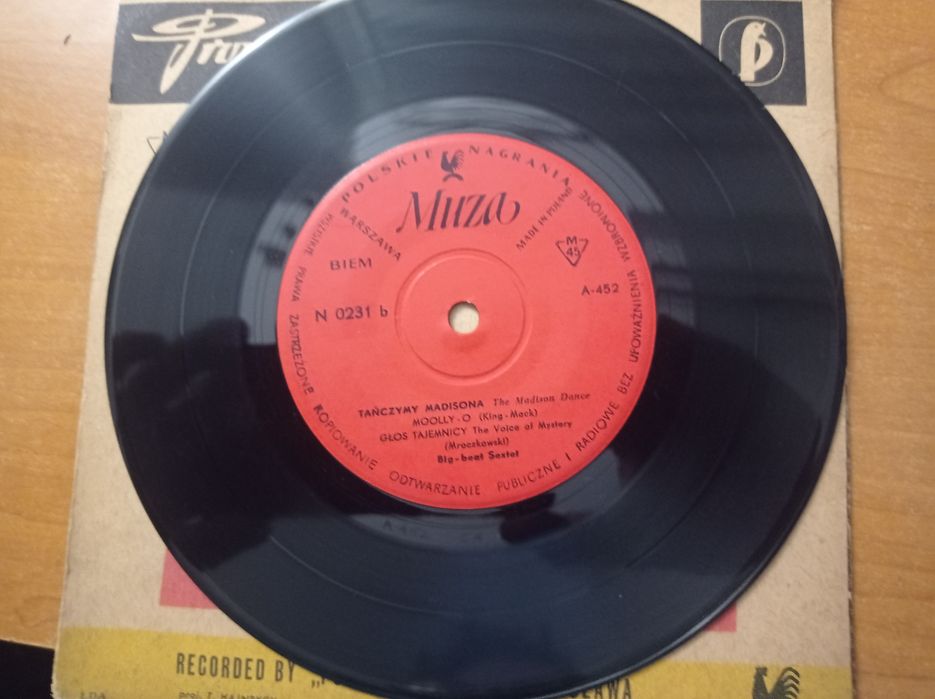 POLSKIE NAGRANIA
Muza
WARSZAWA
MADE IN POLAND
BIEM
M
45
N 0231 b
A-452
TAŃCZYMY MADISONA The Madison Dance
MOOLLY-O (King-Mack)
GŁOS TAJEMNICY The Voice of Mystery
(Mroczkowski)
Big-beat Sextet
WSZELKIE PRAWA ZASTRZEŻONE KOPIOWANIE ODTWARZANIE PUBLICZNE I RADIOWE BEZ UPOWAŻNIENIA WZBRONIONE
RECORDED BY